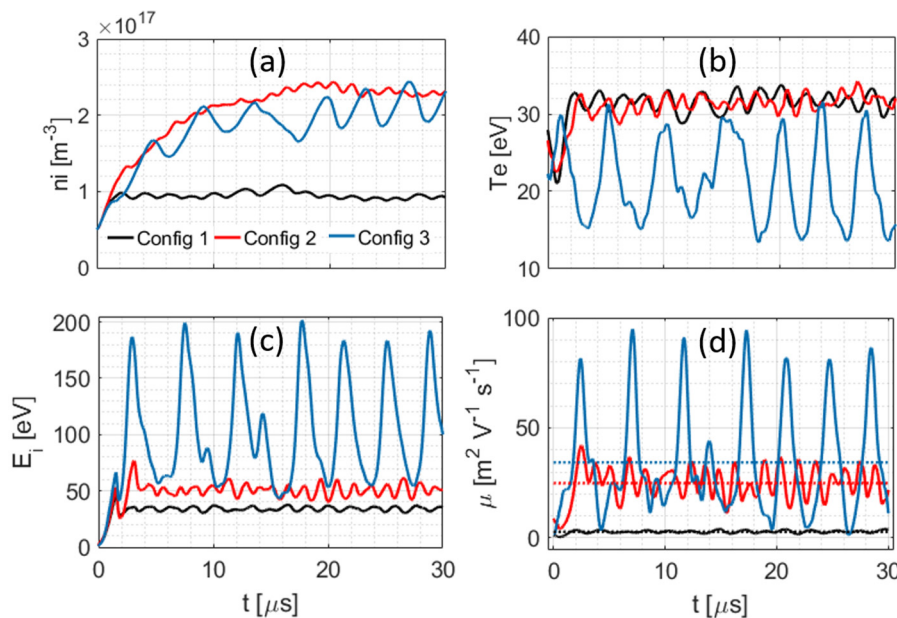 ×10^17
(a)
3
2
1
0
ni [m^-3]
Config 1 Config 2 Config 3
(b)
40
30
20
10
Te [eV]
(c)
200
150
100
50
0
E_i [eV]
0 10 20 30
t [μs]
(d)
100
50
0
μ [m^2 V^-1 s^-1]
0 10 20 30
t [μs]